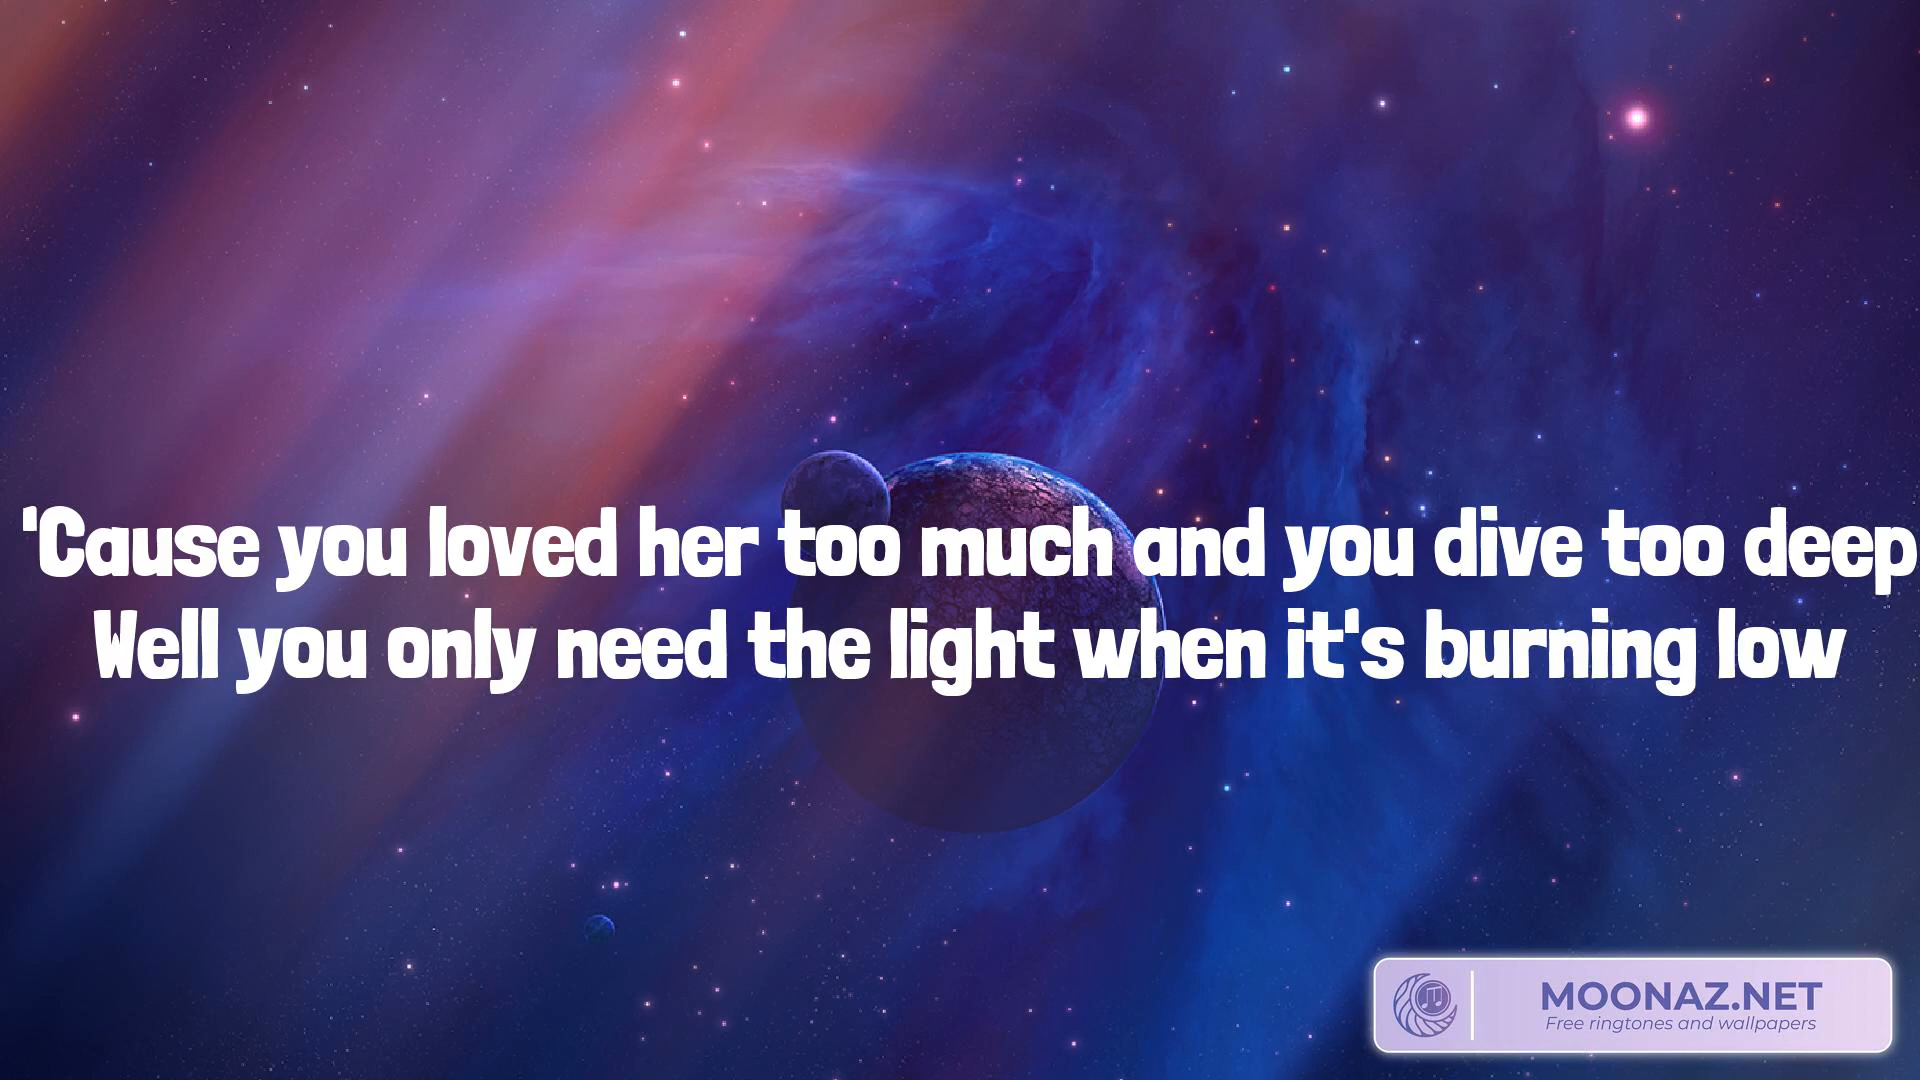 'Cause you loved her too much and you dive too deep
Well you only need the light when it's burning low
MOONAZ.NET
Free ringtones and wallpapers